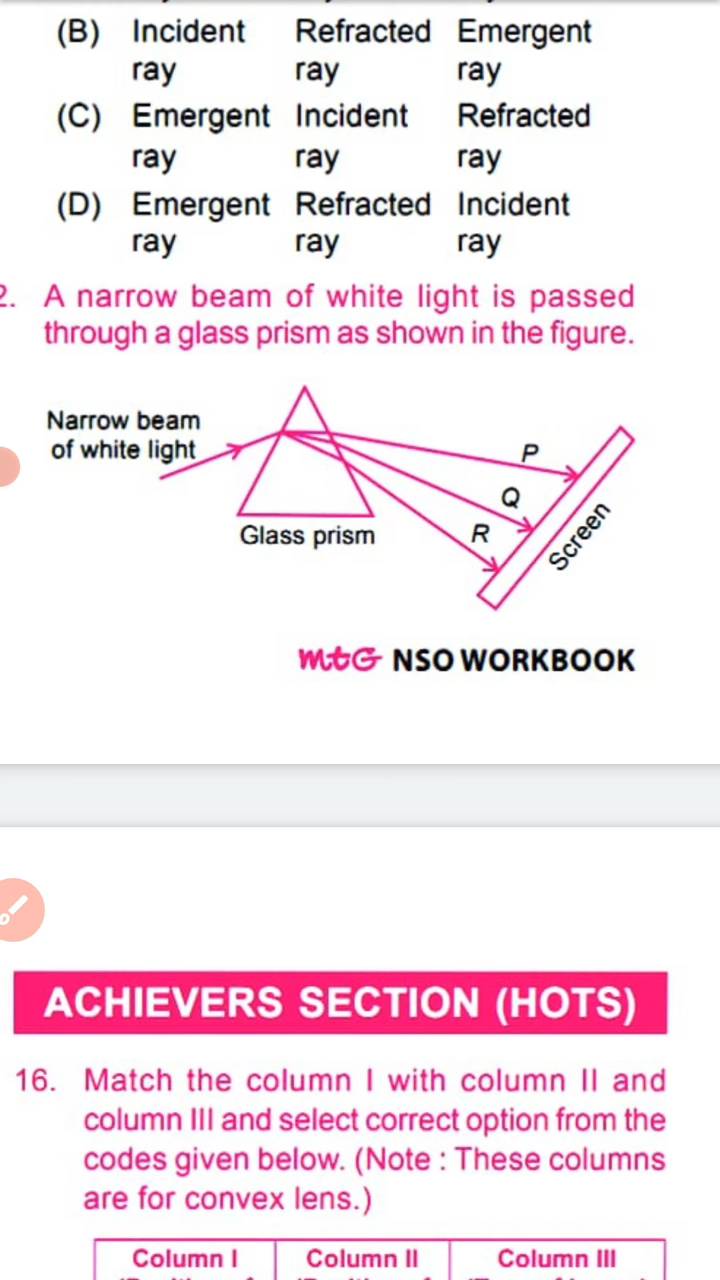 (B) Incident Refracted Emergent
ray ray ray
(C) Emergent Incident Refracted
ray ray ray
(D) Emergent Refracted Incident
ray ray ray
2. A narrow beam of white light is passed
through a glass prism as shown in the figure.
Narrow beam
of white light
P
Q
R
Screen
Glass prism
mtG NSO WORKBOOK
ACHIEVERS SECTION (HOTS)
16. Match the column I with column II and
column III and select correct option from the
codes given below. (Note : These columns
are for convex lens.)
Column I Column II Column III